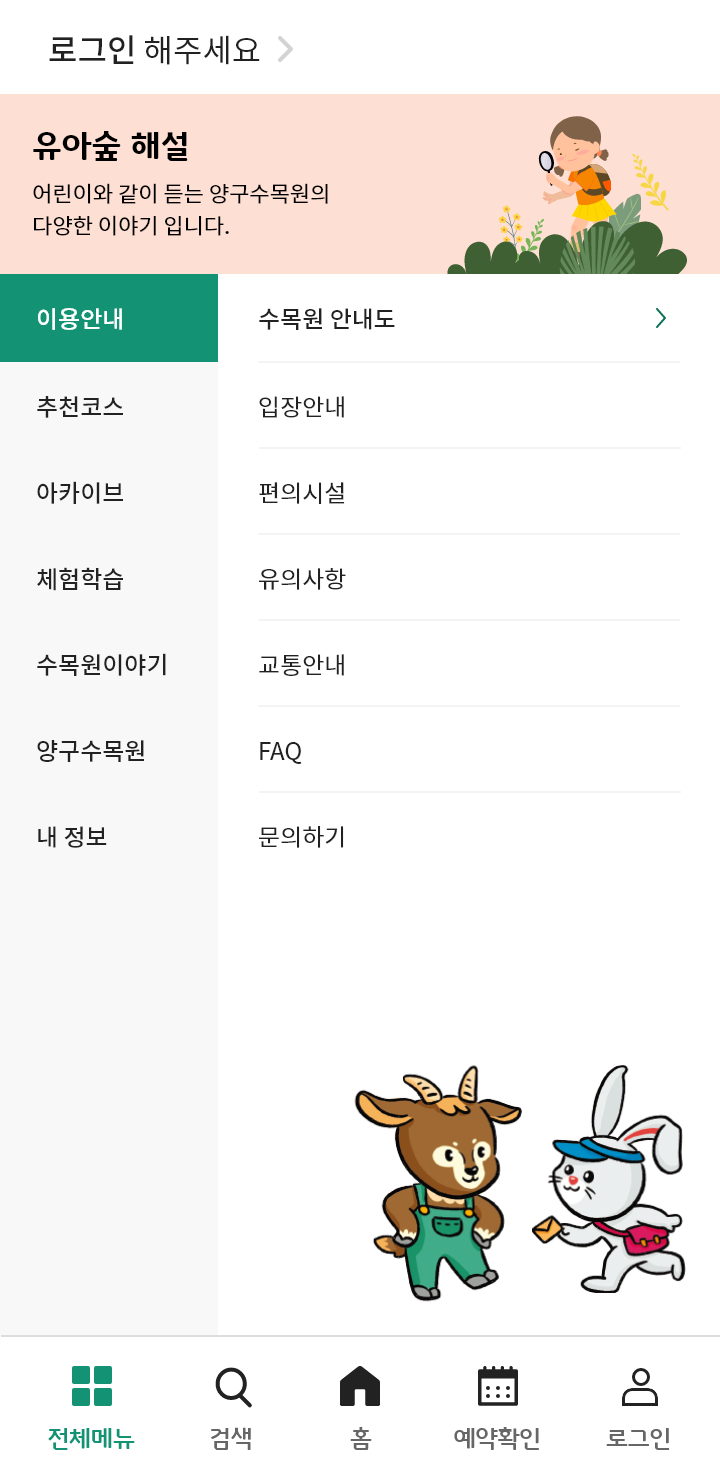 로그인 해주세요
유아숲 해설
어린이와 같이 듣는 양구수목원의
다양한 이야기 입니다.
이용안내
추천코스
아카이브
체험학습
수목원이야기
양구수목원
내 정보
수목원 안내도
입장안내
편의시설
유의사항
교통안내
FAQ
문의하기
전체메뉴
검색
홈
예약확인
로그인